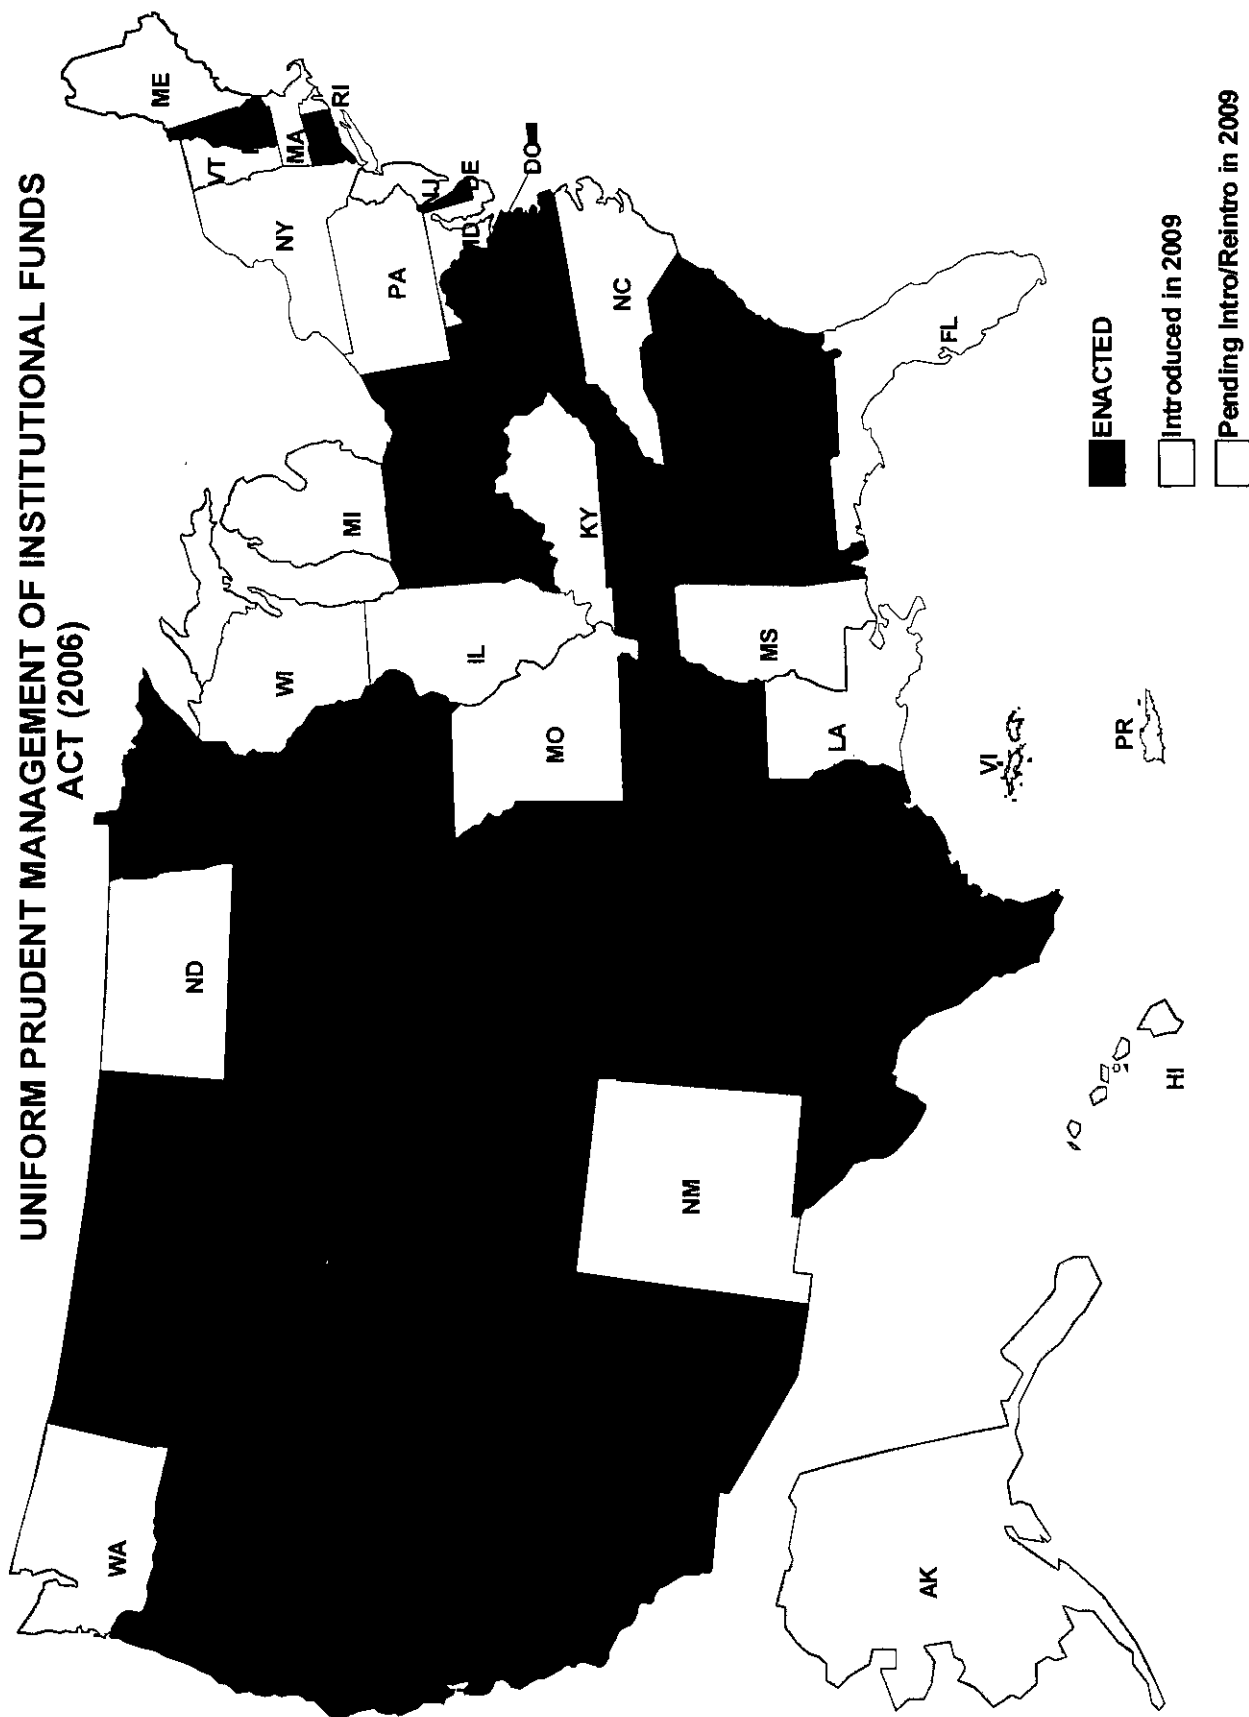 UNIFORM PRUDENT MANAGEMENT OF INSTITUTIONAL FUNDS
ACT (2006)
WA
ND
WI
MI
VT
ME
NY
MA
RI
PA
NJ
DE
DO
IL
KY
NC
MO
NM
MS
LA
FL
AK
HI
VI
PR
ENACTED
Introduced in 2009
Pending Intro/Reintro in 2009